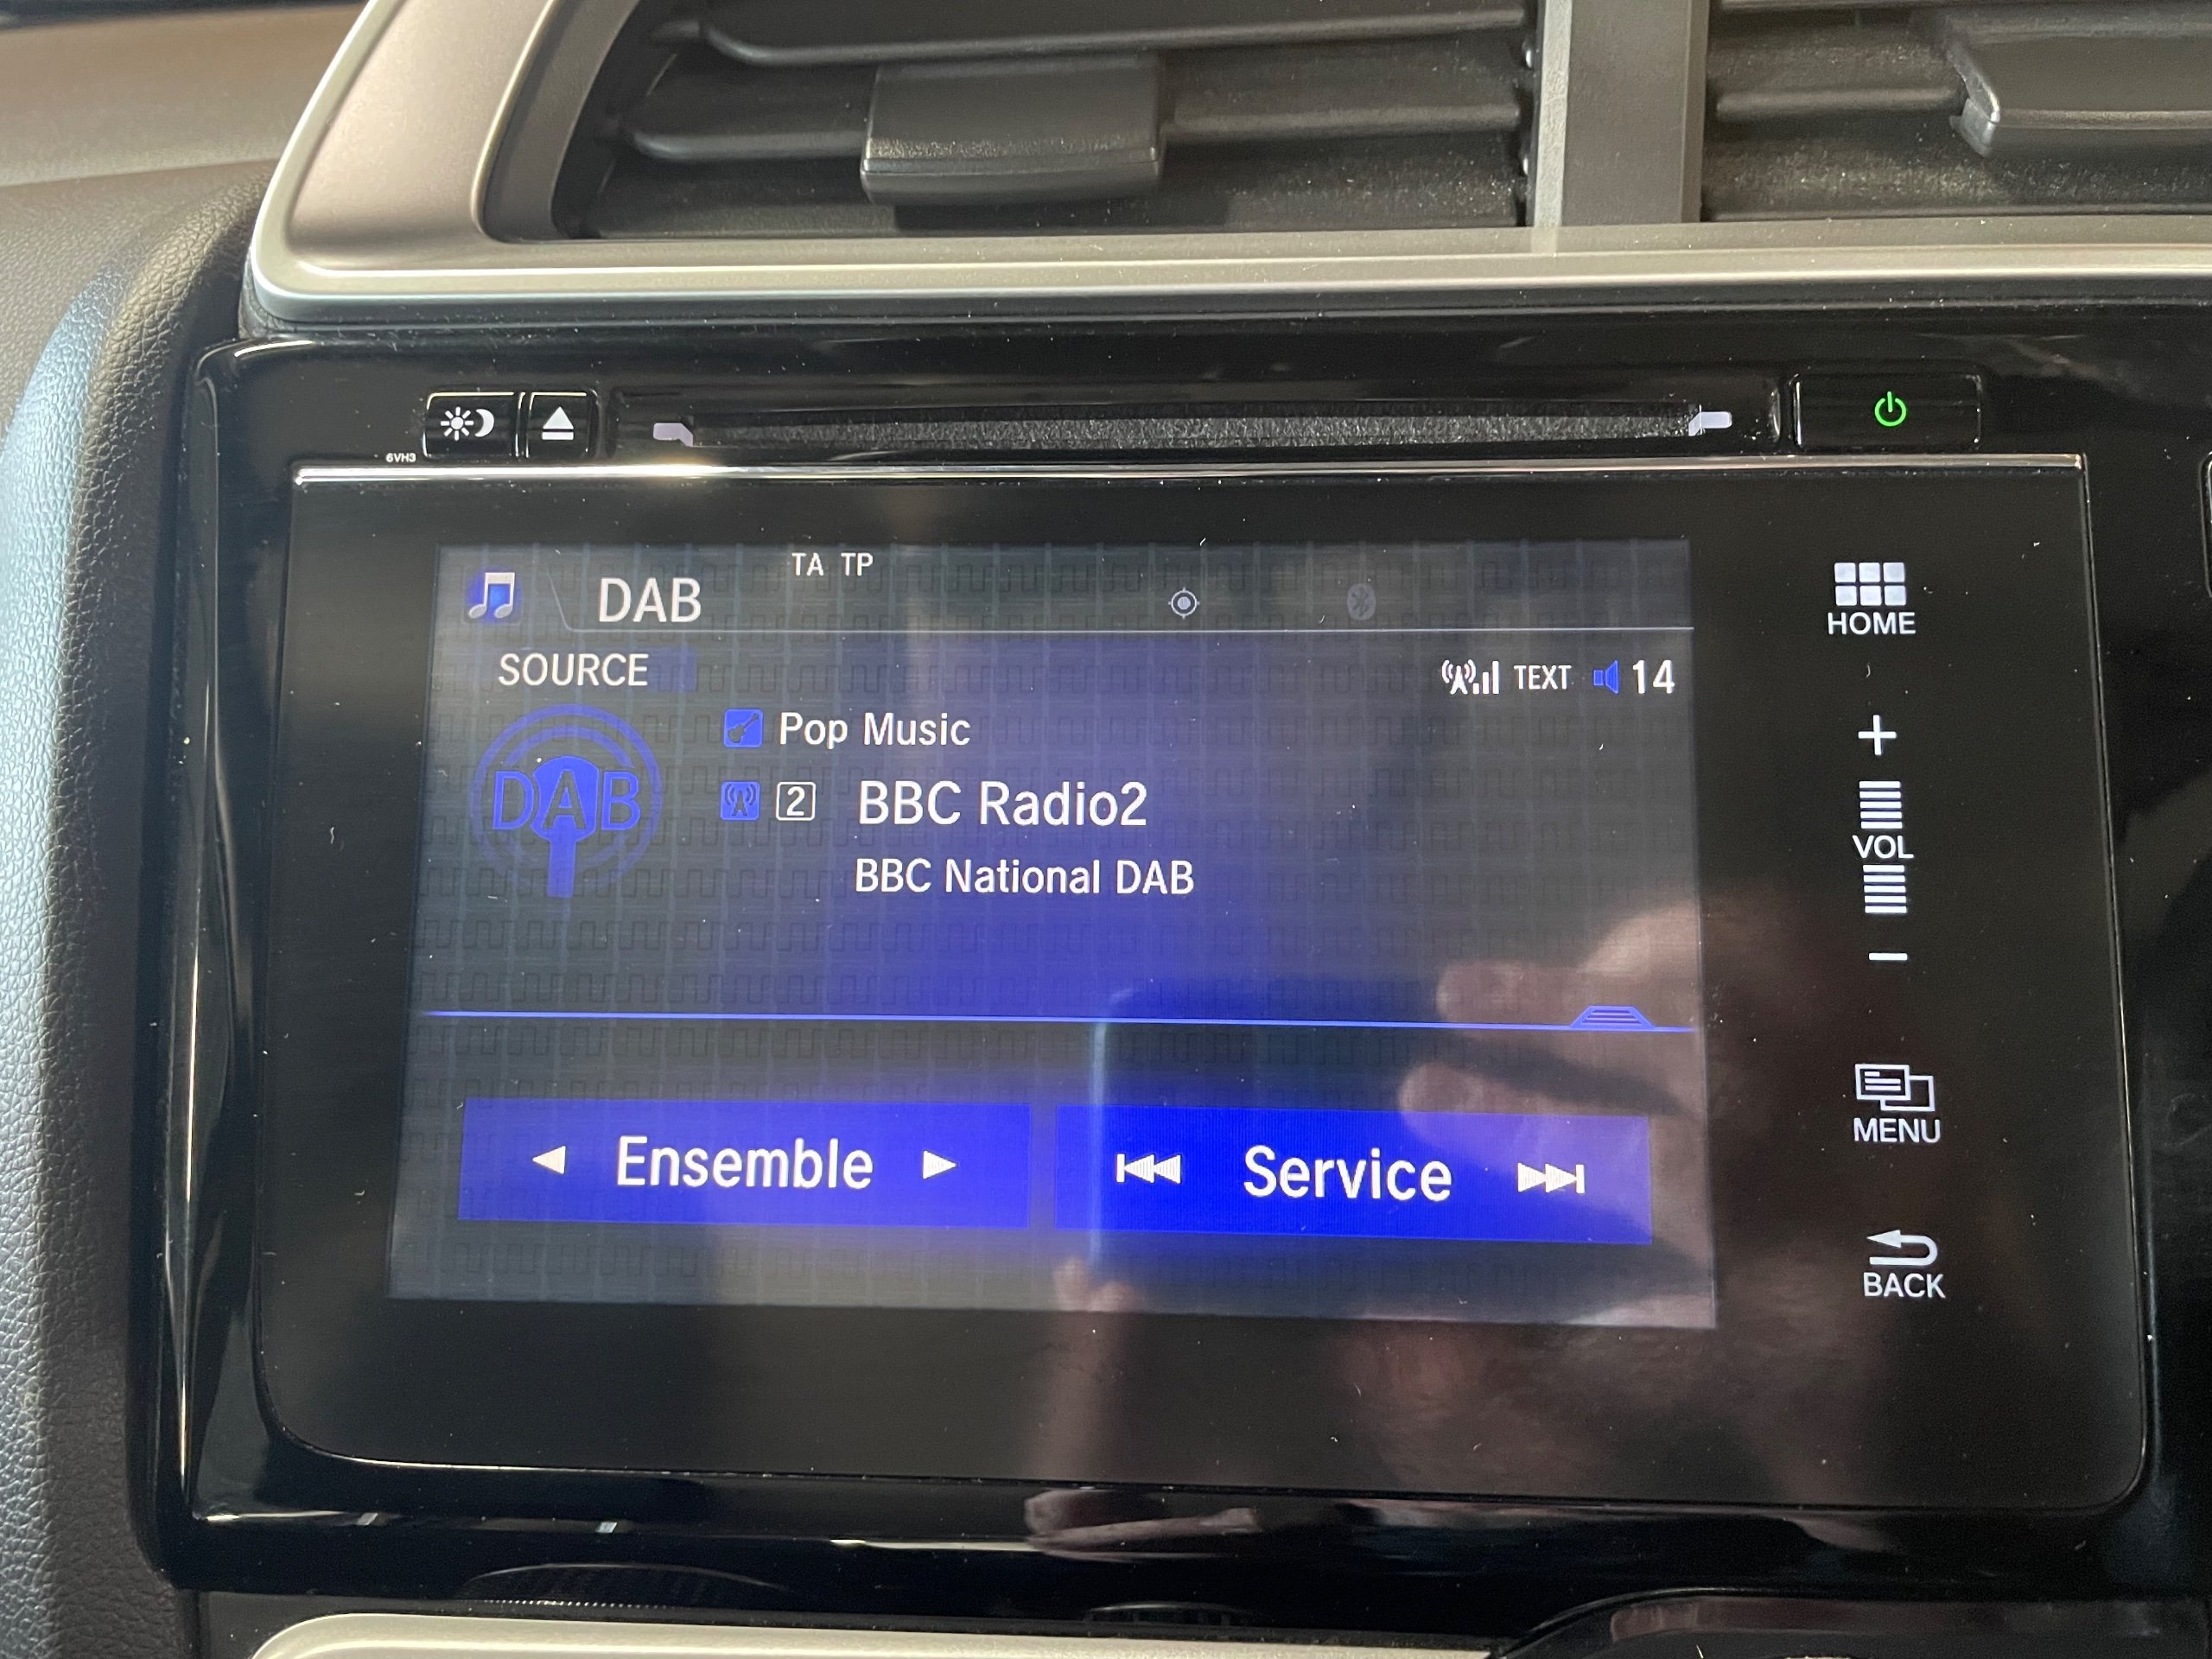 6VH3
TA TP
DAB
HOME
SOURCE
TEXT 14
Pop Music
DAB
2 BBC Radio2
BBC National DAB
VOL
Ensemble
Service
MENU
BACK